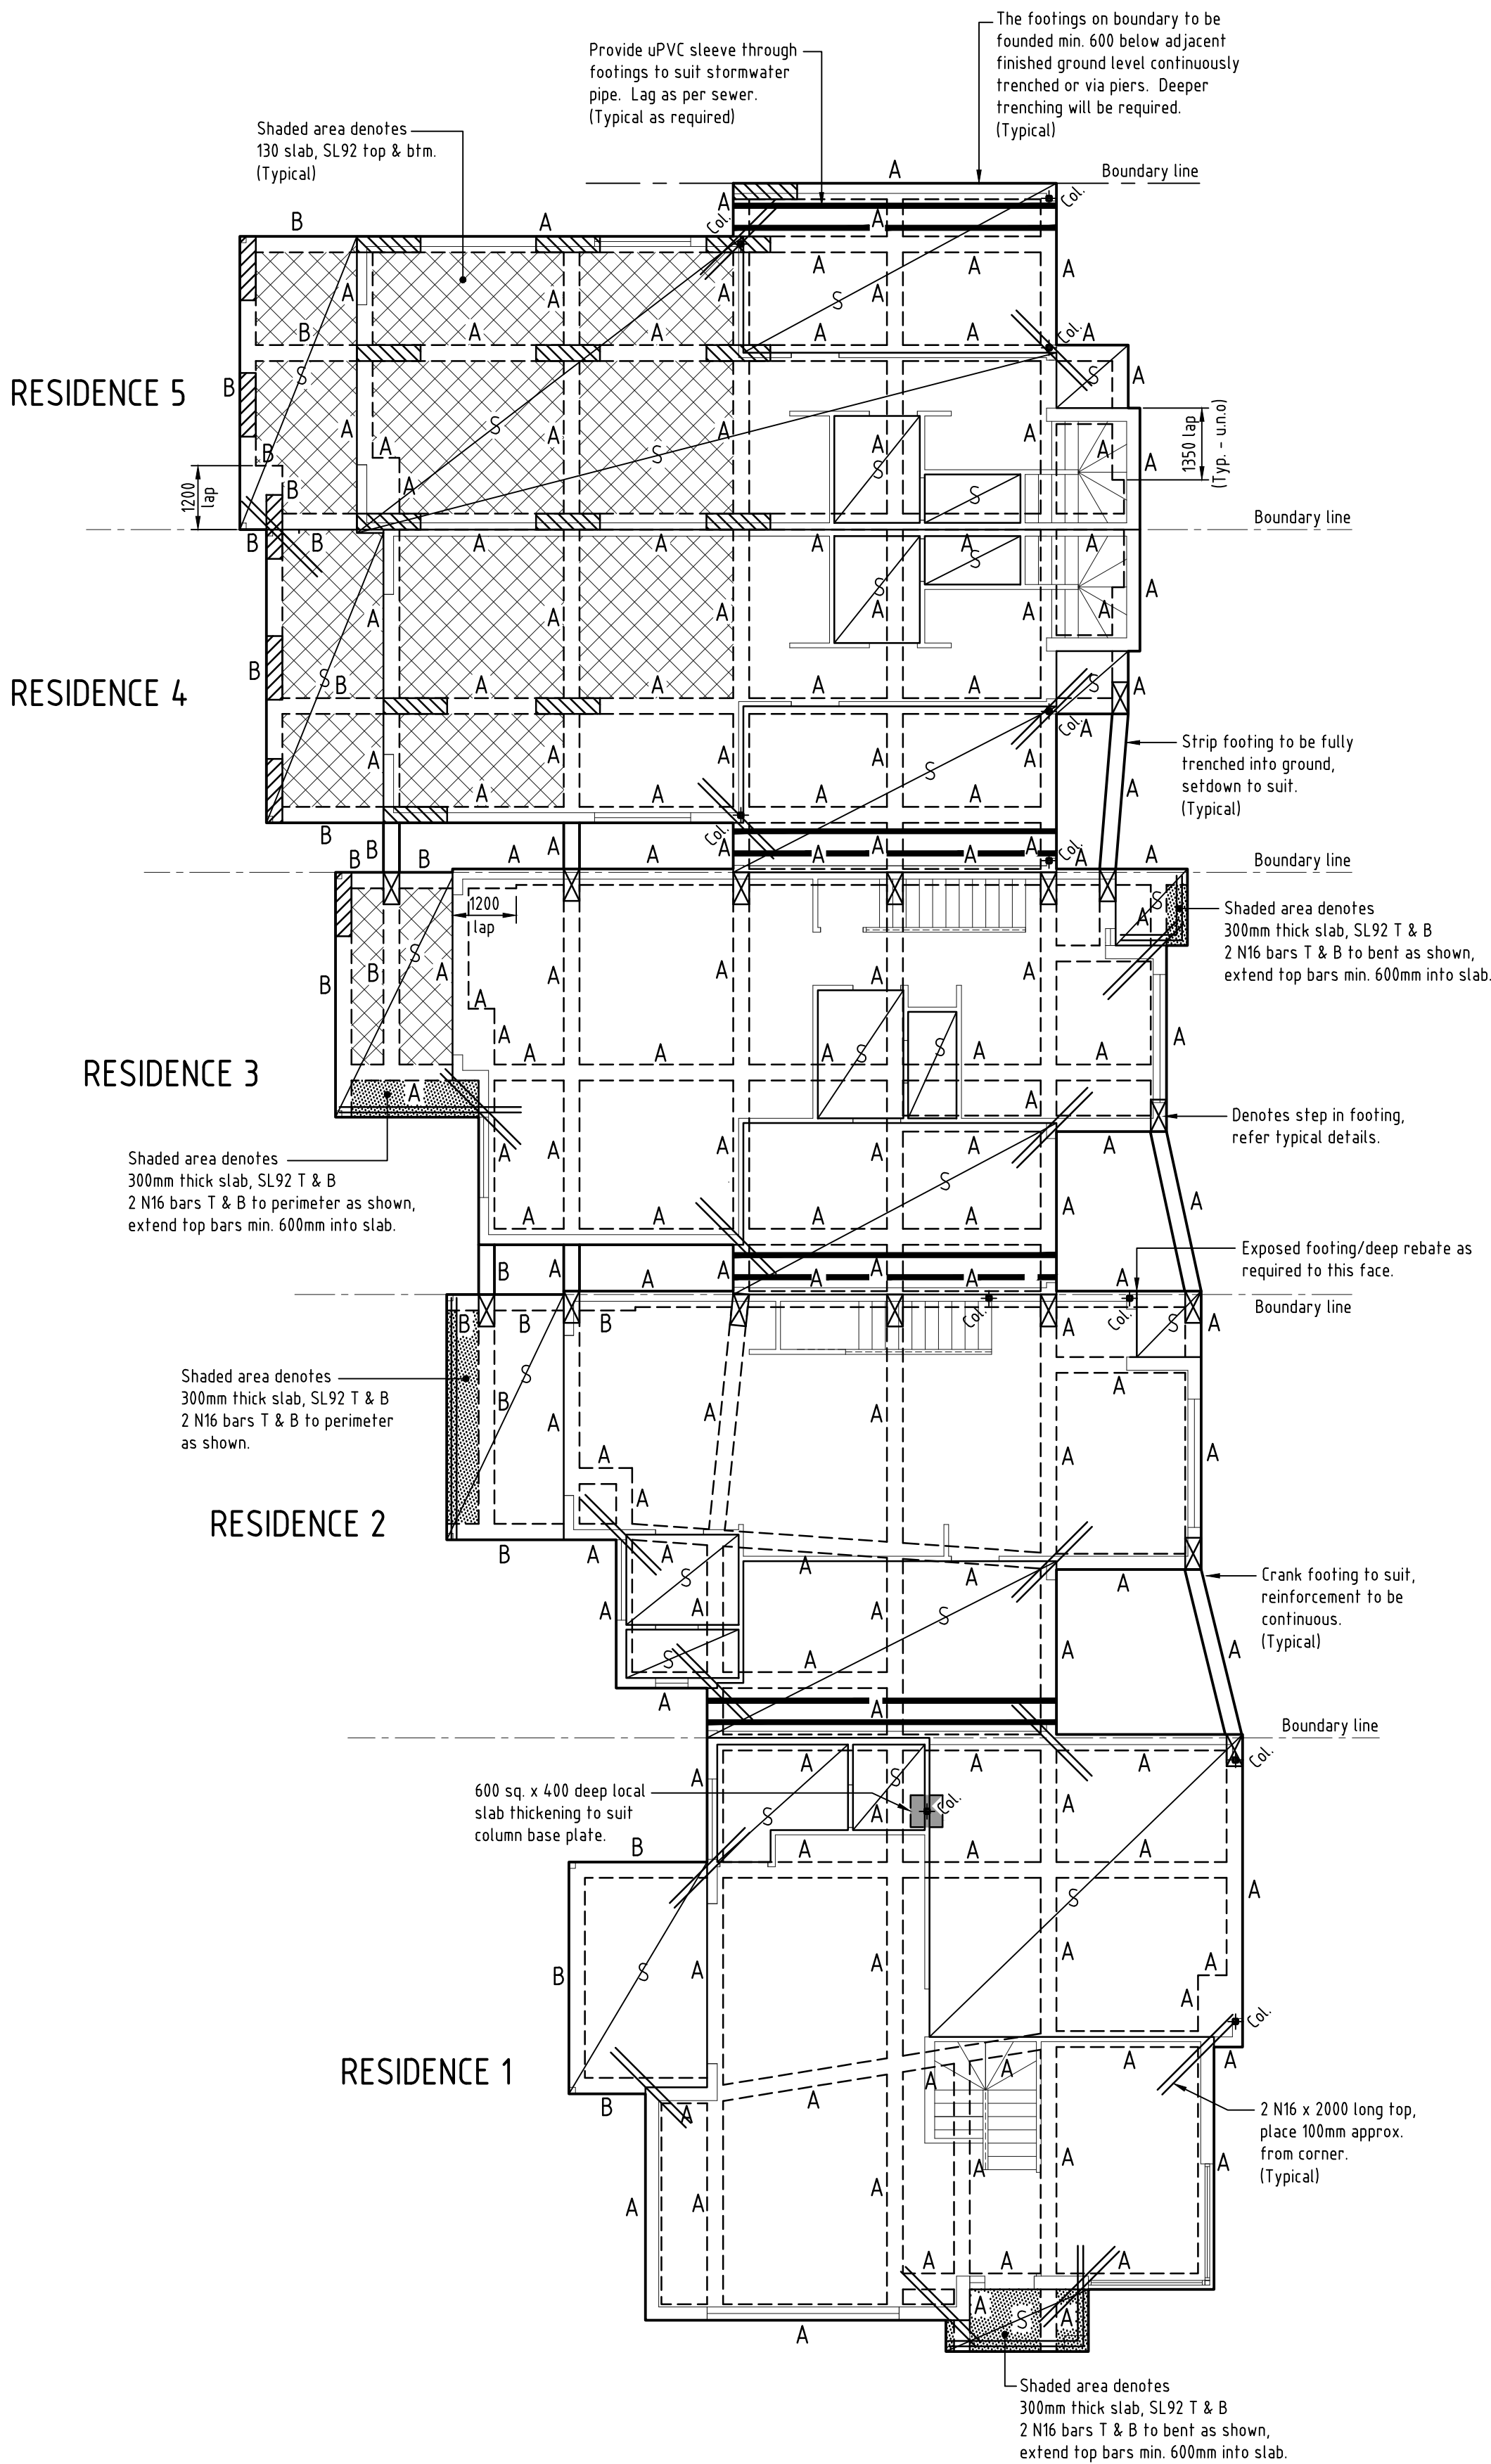 The footings on boundary to be
founded min. 600 below adjacent
finished ground level continuously
trenched or via piers. Deeper
trenching will be required.
(Typical)
Provide uPVC sleeve through
footings to suit stormwater
pipe. Lag as per sewer.
(Typical as required)
Shaded area denotes
130 slab, SL92 top & btm.
(Typical)
A
Boundary line
A
Col.
B
A
Col.
A
A
A
A
A
A
A
A
S
A
B
A
A
A
A
Col.
A
RESIDENCE 5
B
S
S
A
1350 lap
(Typ. - u.n.o)
A
S
A
A
A
A
A
S
S
A
B
A
B
A
S
1200
lap
Boundary line
B
B
A
A
A
A
S
A
S
A
A
A
A
A
A
A
RESIDENCE 4
B
S
B
A
A
A
A
S
A
Col.
A
Strip footing to be fully
trenched into ground,
setdown to suit.
(Typical)
A
A
A
A
A
S
A
A
A
A
A
B
Col.
B
B
B
A
A
A
A
A
A
A
A
Col.
A
A
Boundary line
1200
lap
S
A
Shaded area denotes
300mm thick slab, SL92 T & B
2 N16 bars T & B to bent as shown,
extend top bars min. 600mm into slab.
B
B
S
A
A
A
A
A
A
A
A
RESIDENCE 3
A
A
A
S
S
A
A
A
A
Denotes step in footing,
refer typical details.
Shaded area denotes
300mm thick slab, SL92 T & B
2 N16 bars T & B to perimeter as shown,
extend top bars min. 600mm into slab.
A
A
A
A
A
A
S
A
A
A
A
A
A
Exposed footing/deep rebate as
required to this face.
B
A
A
A
A
A
A
A
Boundary line
B
B
B
Col.
A
Col.
S
A
Shaded area denotes
300mm thick slab, SL92 T & B
2 N16 bars T & B to perimeter
as shown.
S
B
A
A
A
A
A
A
A
A
RESIDENCE 2
B
A
A
A
A
A
S
Crank footing to suit,
reinforcement to be
continuous.
(Typical)
A
A
A
S
A
A
S
A
A
A
Boundary line
A
A
S
A
A
Col.
600 sq. x 400 deep local
slab thickening to suit
column base plate.
S
A
Col.
A
B
A
A
A
S
A
B
S
A
A
A
A
A
Col.
RESIDENCE 1
B
A
A
A
A
A
A
2 N16 x 2000 long top,
place 100mm approx.
from corner.
(Typical)
A
A
A
A
A
A
A
A
A
A
S
A
A
Shaded area denotes
300mm thick slab, SL92 T & B
2 N16 bars T & B to bent as shown,
extend top bars min. 600mm into slab.